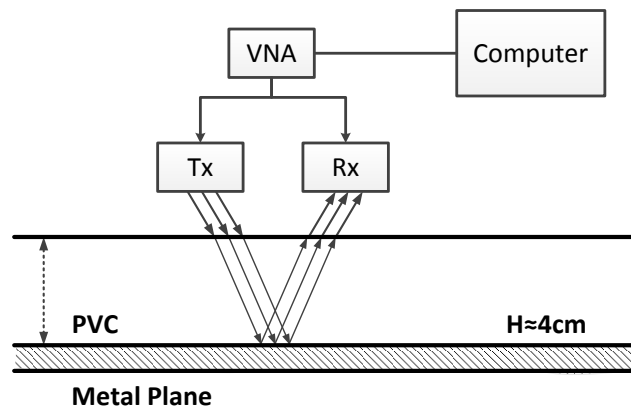 VNA
Computer
Tx
Rx
PVC
H≈4cm
Metal Plane